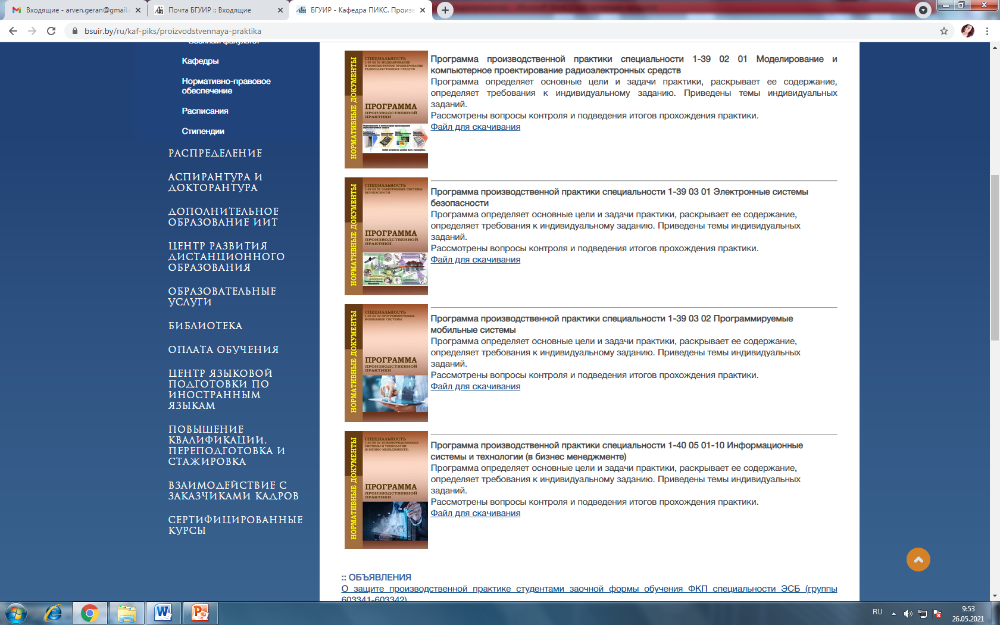 Входящие - arven.geran@gmail.c
Почта БГУИР :: Входящие
БГУИР - Кафедра ПИКС. Произв
bsuir.by/ru/kaf-piks/proizvodstvennaya-praktika
Военный факультет
Кафедры
Нормативно-правовое
обеспечение
Расписания
Стипендии
РАСПРЕДЕЛЕНИЕ
АСПИРАНТУРА И
ДОКТОРАНТУРА
ДОПОЛНИТЕЛЬНОЕ
ОБРАЗОВАНИЕ ИИТ
ЦЕНТР РАЗВИТИЯ
ДИСТАНЦИОННОГО
ОБРАЗОВАНИЯ
ОБРАЗОВАТЕЛЬНЫЕ
УСЛУГИ
БИБЛИОТЕКА
ОПЛАТА ОБУЧЕНИЯ
ЦЕНТР ЯЗЫКОВОЙ
ПОДГОТОВКИ ПО
ИНОСТРАННЫМ
ЯЗЫКАМ
ПОВЫШЕНИЕ
КВАЛИФИКАЦИИ,
ПЕРЕПОДГОТОВКА И
СТАЖИРОВКА
ВЗАИМОДЕЙСТВИЕ С
ЗАКАЗЧИКАМИ КАДРОВ
СЕРТИФИЦИРОВАННЫЕ
КУРСЫ
НОРМАТИВНЫЕ ДОКУМЕНТЫ
СПЕЦИАЛЬНОСТЬ
1-39 02 01 МОДЕЛИРОВАНИЕ
И КОМПЬЮТЕРНОЕ ПРОЕКТИРОВАНИЕ
РАДИОЭЛЕКТРОННЫХ СРЕДСТВ
ПРОГРАММА
ПРОИЗВОДСТВЕННОЙ
ПРАКТИКИ
Программа производственной практики специальности 1-39 02 01 Моделирование и
компьютерное проектирование радиоэлектронных средств
Программа определяет основные цели и задачи практики, раскрывает ее содержание,
определяет требования к индивидуальному заданию. Приведены темы индивидуальных
заданий.
Рассмотрены вопросы контроля и подведения итогов прохождения практики.
Файл для скачивания
НОРМАТИВНЫЕ ДОКУМЕНТЫ
СПЕЦИАЛЬНОСТЬ
1-39 03 01 ЭЛЕКТРОННЫЕ СИСТЕМЫ
БЕЗОПАСНОСТИ
ПРОГРАММА
ПРОИЗВОДСТВЕННОЙ
ПРАКТИКИ
Программа производственной практики специальности 1-39 03 01 Электронные системы
безопасности
Программа определяет основные цели и задачи практики, раскрывает ее содержание,
определяет требования к индивидуальному заданию. Приведены темы индивидуальных
заданий.
Рассмотрены вопросы контроля и подведения итогов прохождения практики.
Файл для скачивания
НОРМАТИВНЫЕ ДОКУМЕНТЫ
СПЕЦИАЛЬНОСТЬ
1-39 03 02 ПРОГРАММИРУЕМЫЕ
МОБИЛЬНЫЕ СИСТЕМЫ
ПРОГРАММА
ПРОИЗВОДСТВЕННОЙ
ПРАКТИКИ
Программа производственной практики специальности 1-39 03 02 Программируемые
мобильные системы
Программа определяет основные цели и задачи практики, раскрывает ее содержание,
определяет требования к индивидуальному заданию. Приведены темы индивидуальных
заданий.
Рассмотрены вопросы контроля и подведения итогов прохождения практики.
Файл для скачивания
НОРМАТИВНЫЕ ДОКУМЕНТЫ
СПЕЦИАЛЬНОСТЬ
1-40 05 01-10 ИНФОРМАЦИОННЫЕ
СИСТЕМЫ И ТЕХНОЛОГИИ
(В БИЗНЕС-МЕНЕДЖМЕНТЕ)
ПРОГРАММА
ПРОИЗВОДСТВЕННОЙ
ПРАКТИКИ
Программа производственной практики специальности 1-40 05 01-10 Информационные
системы и технологии (в бизнес менеджменте)
Программа определяет основные цели и задачи практики, раскрывает ее содержание,
определяет требования к индивидуальному заданию. Приведены темы индивидуальных
заданий.
Рассмотрены вопросы контроля и подведения итогов прохождения практики.
Файл для скачивания
:: ОБЪЯВЛЕНИЯ
О защите производственной практике студентами заочной формы обучения ФКП специальности ЭСБ (группы
603341-603342)
RU
9:53
26.05.2021